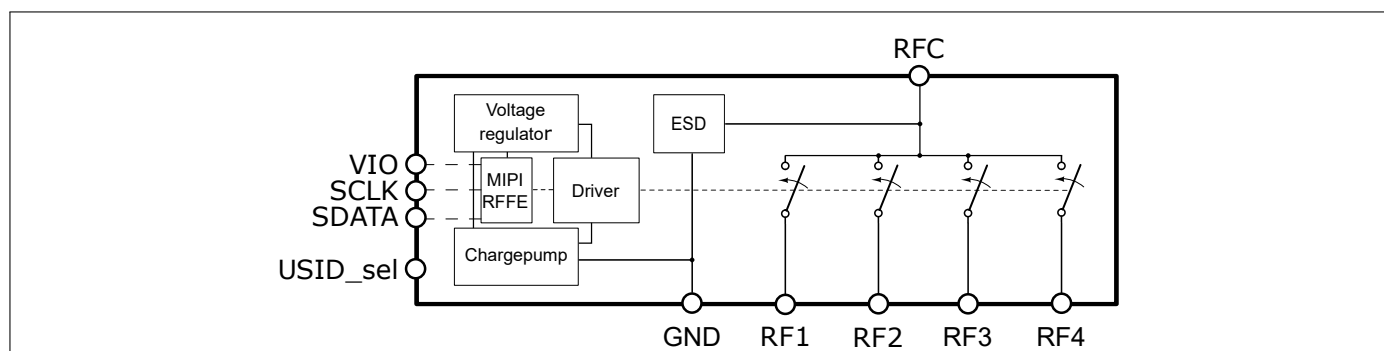 RFC
Voltage
regulator
ESD
VIO
SCLK
SDATA
MIPI
RFFE
Driver
USID_sel
Chargepump
GND
RF1
RF2
RF3
RF4